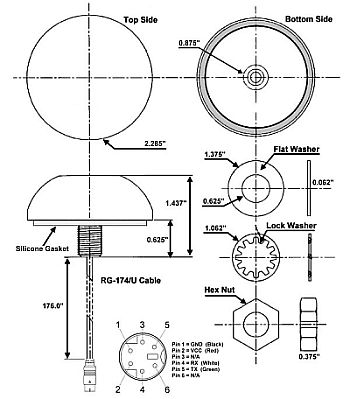 Top Side
Bottom Side
0.875"
2.285"
Flat Washer
1.375"
0.062"
0.625"
1.437"
0.625"
Silicone Gasket
1.062"
Lock Washer
RG-174/U Cable
Hex Nut
176.0"
0.375"
1 3 5
Pin 1 = GND (Black)
Pin 2 = VCC (Red)
Pin 3 = N/A
Pin 4 = RX (White)
Pin 5 = TX (Green)
Pin 6 = N/A
2 4 6